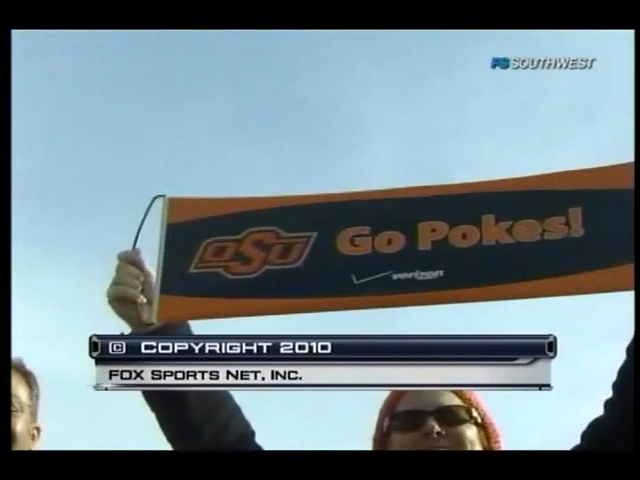 FS SOUTHWEST
OSU Go Pokes!
verizon
© COPYRIGHT 2010
FOX SPORTS NET, INC.